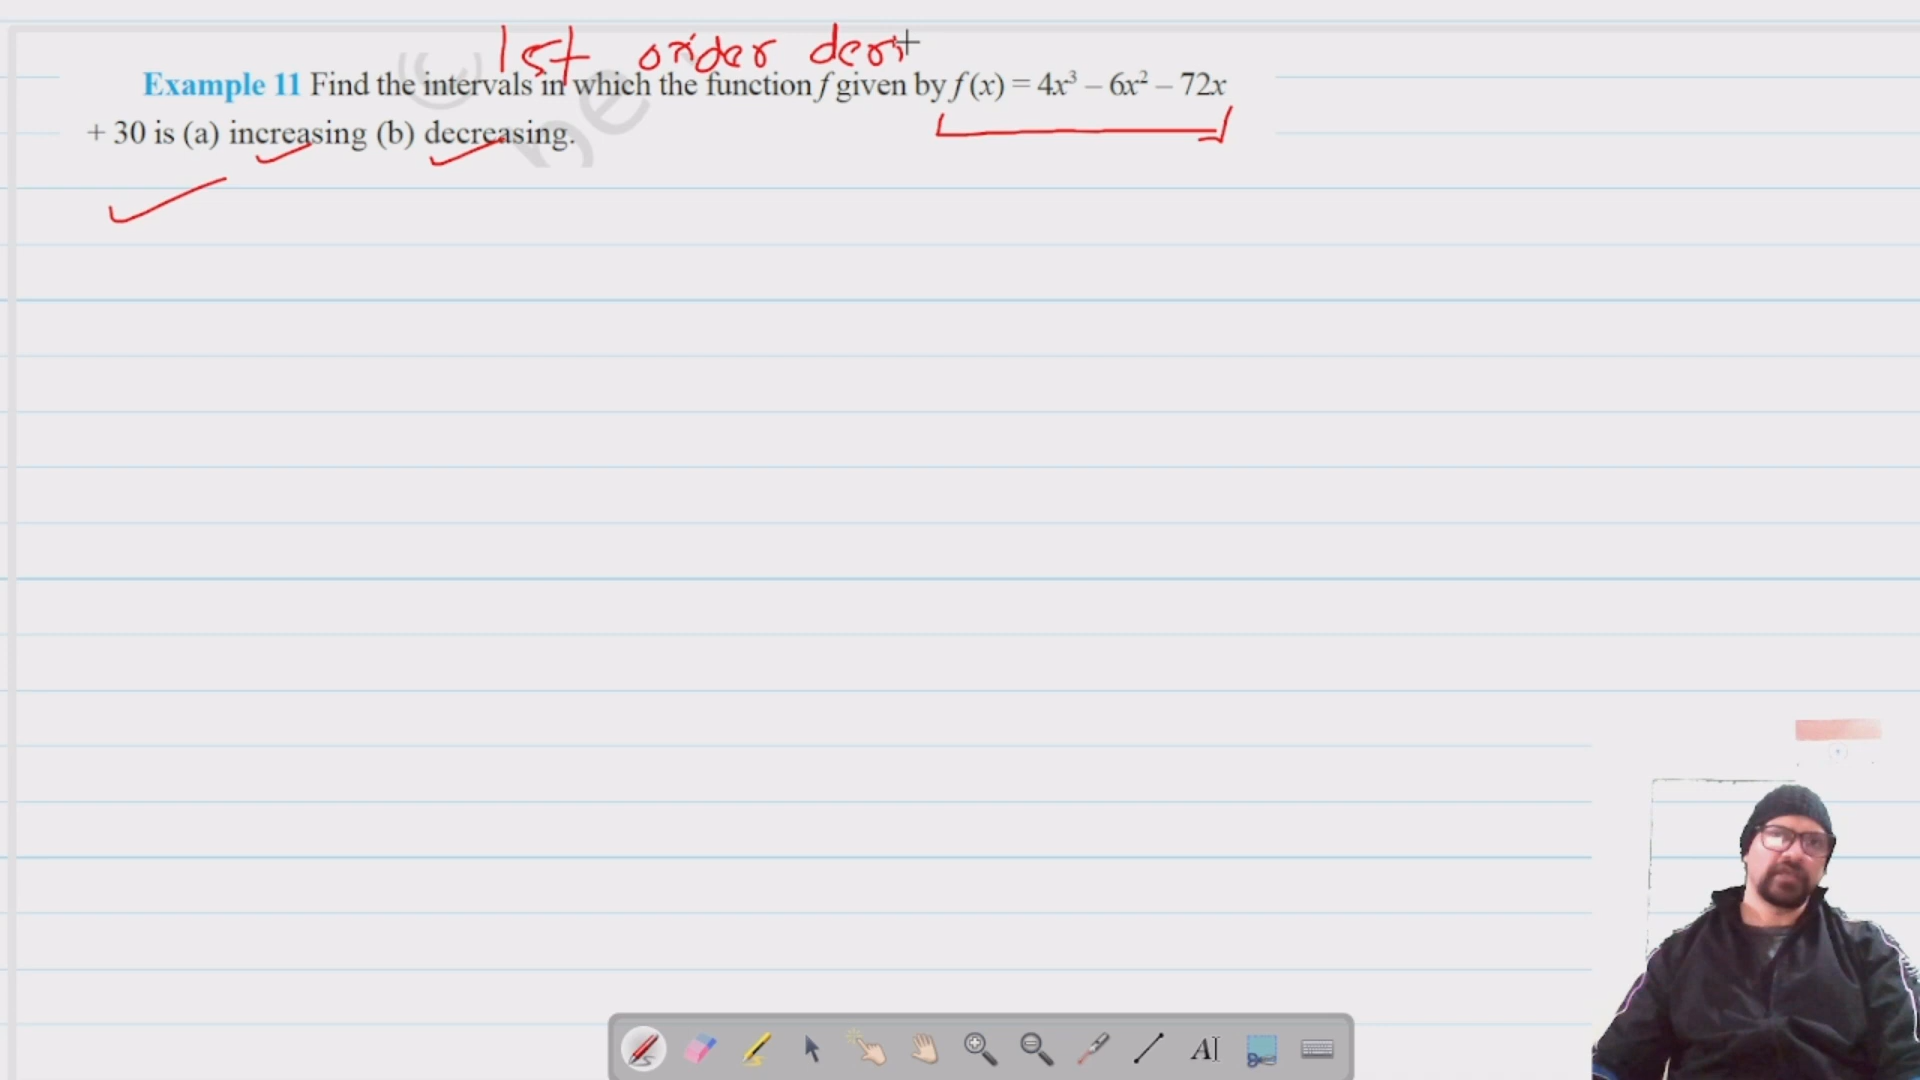 1st order deri
Example 11 Find the intervals in which the function f given by f (x) = 4x³ – 6x² – 72x
+ 30 is (a) increasing (b) decreasing.